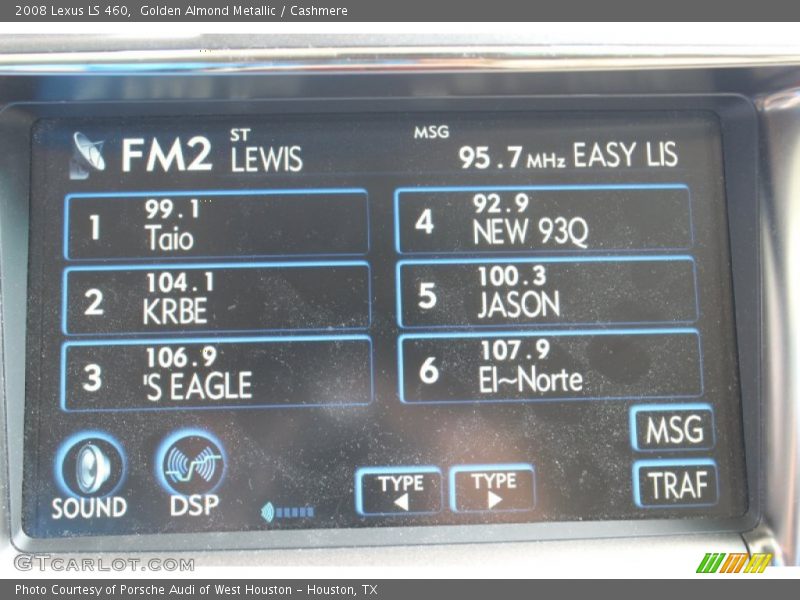 2008 Lexus LS 460,  Golden Almond Metallic / Cashmere
FM2 ST LEWIS MSG 95.7 MHz EASY LIS
1 99.1 Taio
2 104.1 KRBE
3 106.9 'S EAGLE
4 92.9 NEW 93Q
5 100.3 JASON
6 107.9 El~Norte
MSG
TRAF
SOUND
DSP
TYPE
TYPE
GTCARLOT.COM
Photo Courtesy of Porsche Audi of West Houston - Houston, TX